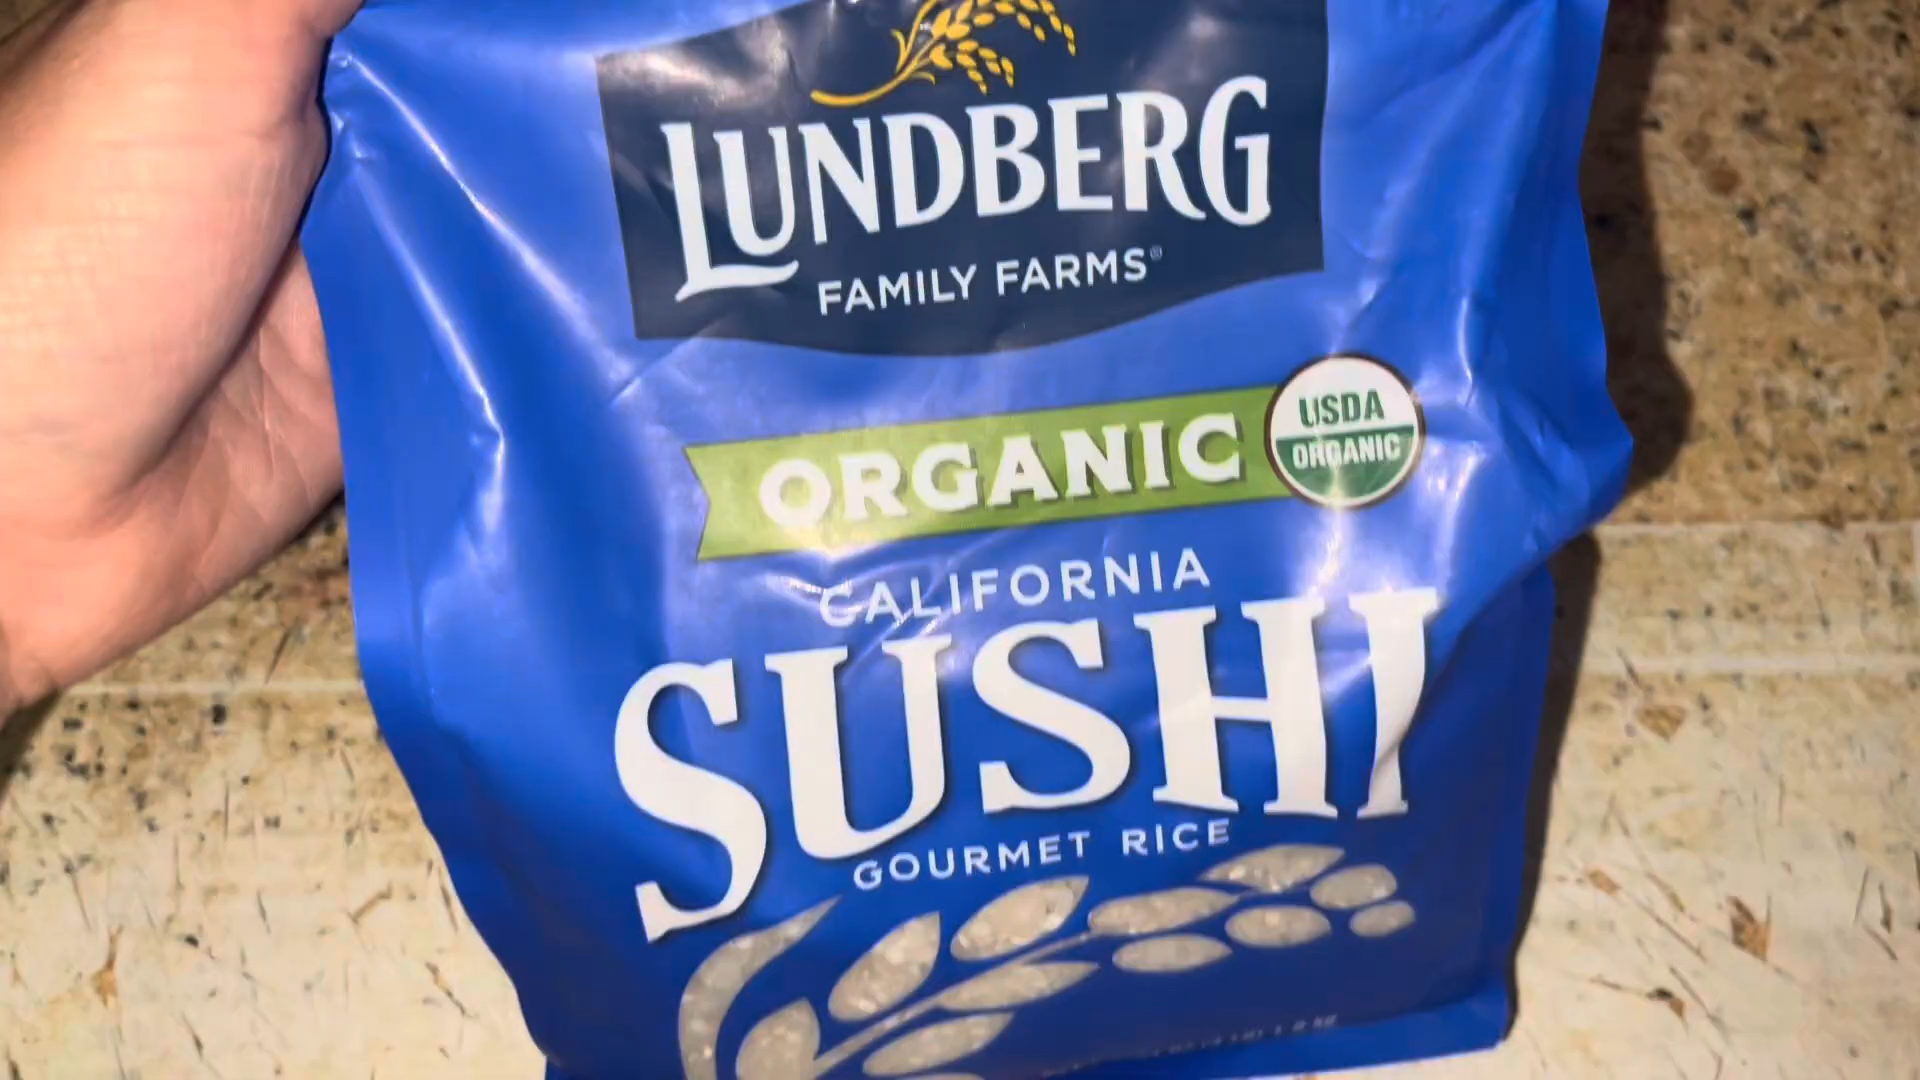 LUNDBERG
FAMILY FARMS®
ORGANIC
USDA
ORGANIC
CALIFORNIA
SUSHI
GOURMET RICE